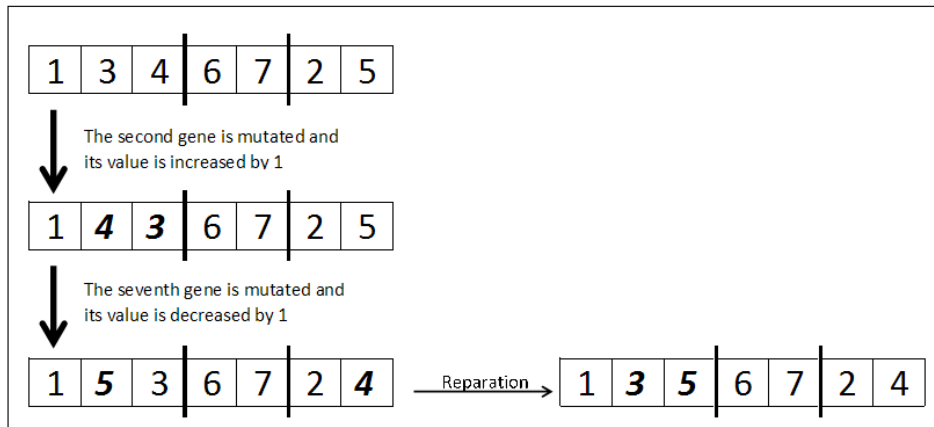 1 3 4 6 7 2 5
The second gene is mutated and
its value is increased by 1
1 4 3 6 7 2 5
The seventh gene is mutated and
its value is decreased by 1
1 5 3 6 7 2 4
Reparation
1 3 5 6 7 2 4